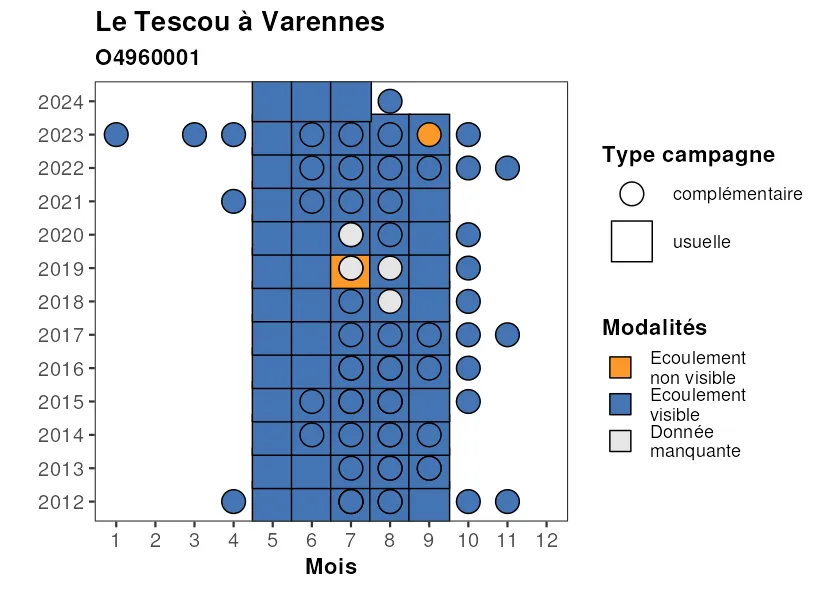 Le Tescou à Varennes
O4960001
2024
2023
2022
2021
2020
2019
2018
2017
2016
2015
2014
2013
2012
1 2 3 4 5 6 7 8 9 10 11 12
Mois
Type campagne
complémentaire
usuelle
Modalités
Ecoulement
non visible
Ecoulement
visible
Donnée
manquante